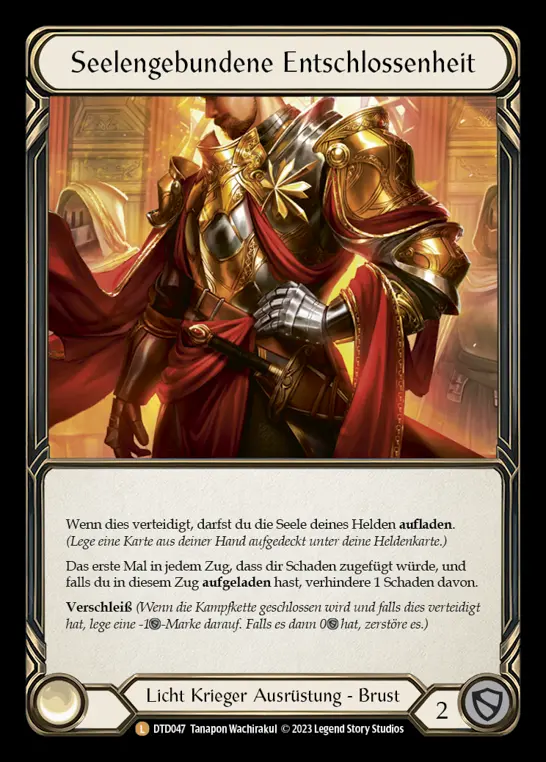 Seelengebundene Entschlossenheit
Wenn dies verteidigt, darfst du die Seele deines Helden aufladen.
(Lege eine Karte aus deiner Hand aufgedeckt unter deine Heldenkarte.)
Das erste Mal in jedem Zug, dass dir Schaden zugefügt würde, und
falls du in diesem Zug aufgeladen hast, verhindere 1 Schaden davon.
Verschleiß (Wenn die Kampfkette geschlossen wird und falls dies verteidigt
hat, lege eine -1-Marke darauf. Falls es dann 0 hat, zerstöre es.)
Licht Krieger Ausrüstung - Brust
2
L DTD047 Tanapon Wachirakul © 2023 Legend Story Studios